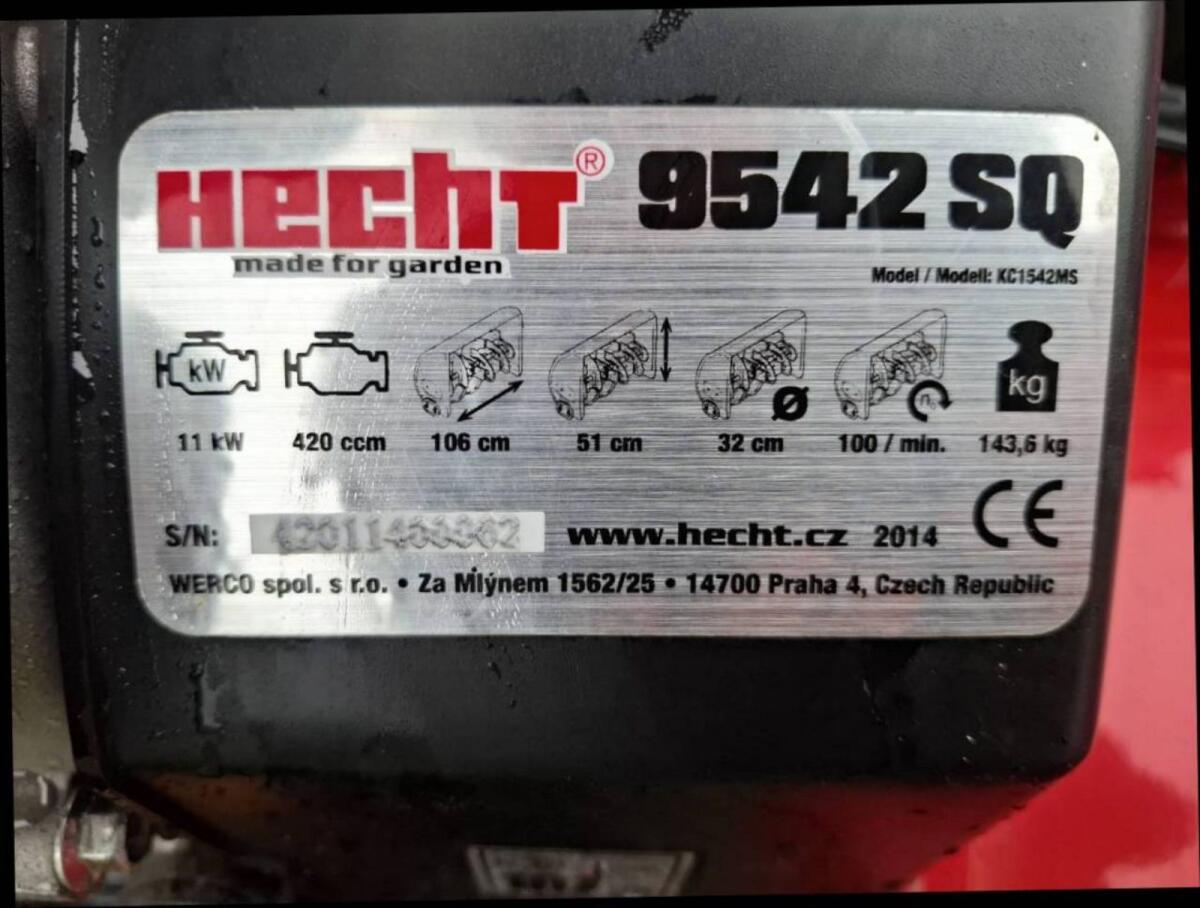 HECHT® 9542 SQ
made for garden
Model / Modell: KC1542MS
kW
n₀
kg
11 kW 420 ccm 106 cm 51 cm Ø 32 cm 100 / min. 143,6 kg
S/N: www.hecht.cz 2014 CE
WERCO spol. s r.o. • Za Mlýnem 1562/25 • 14700 Praha 4, Czech Republic